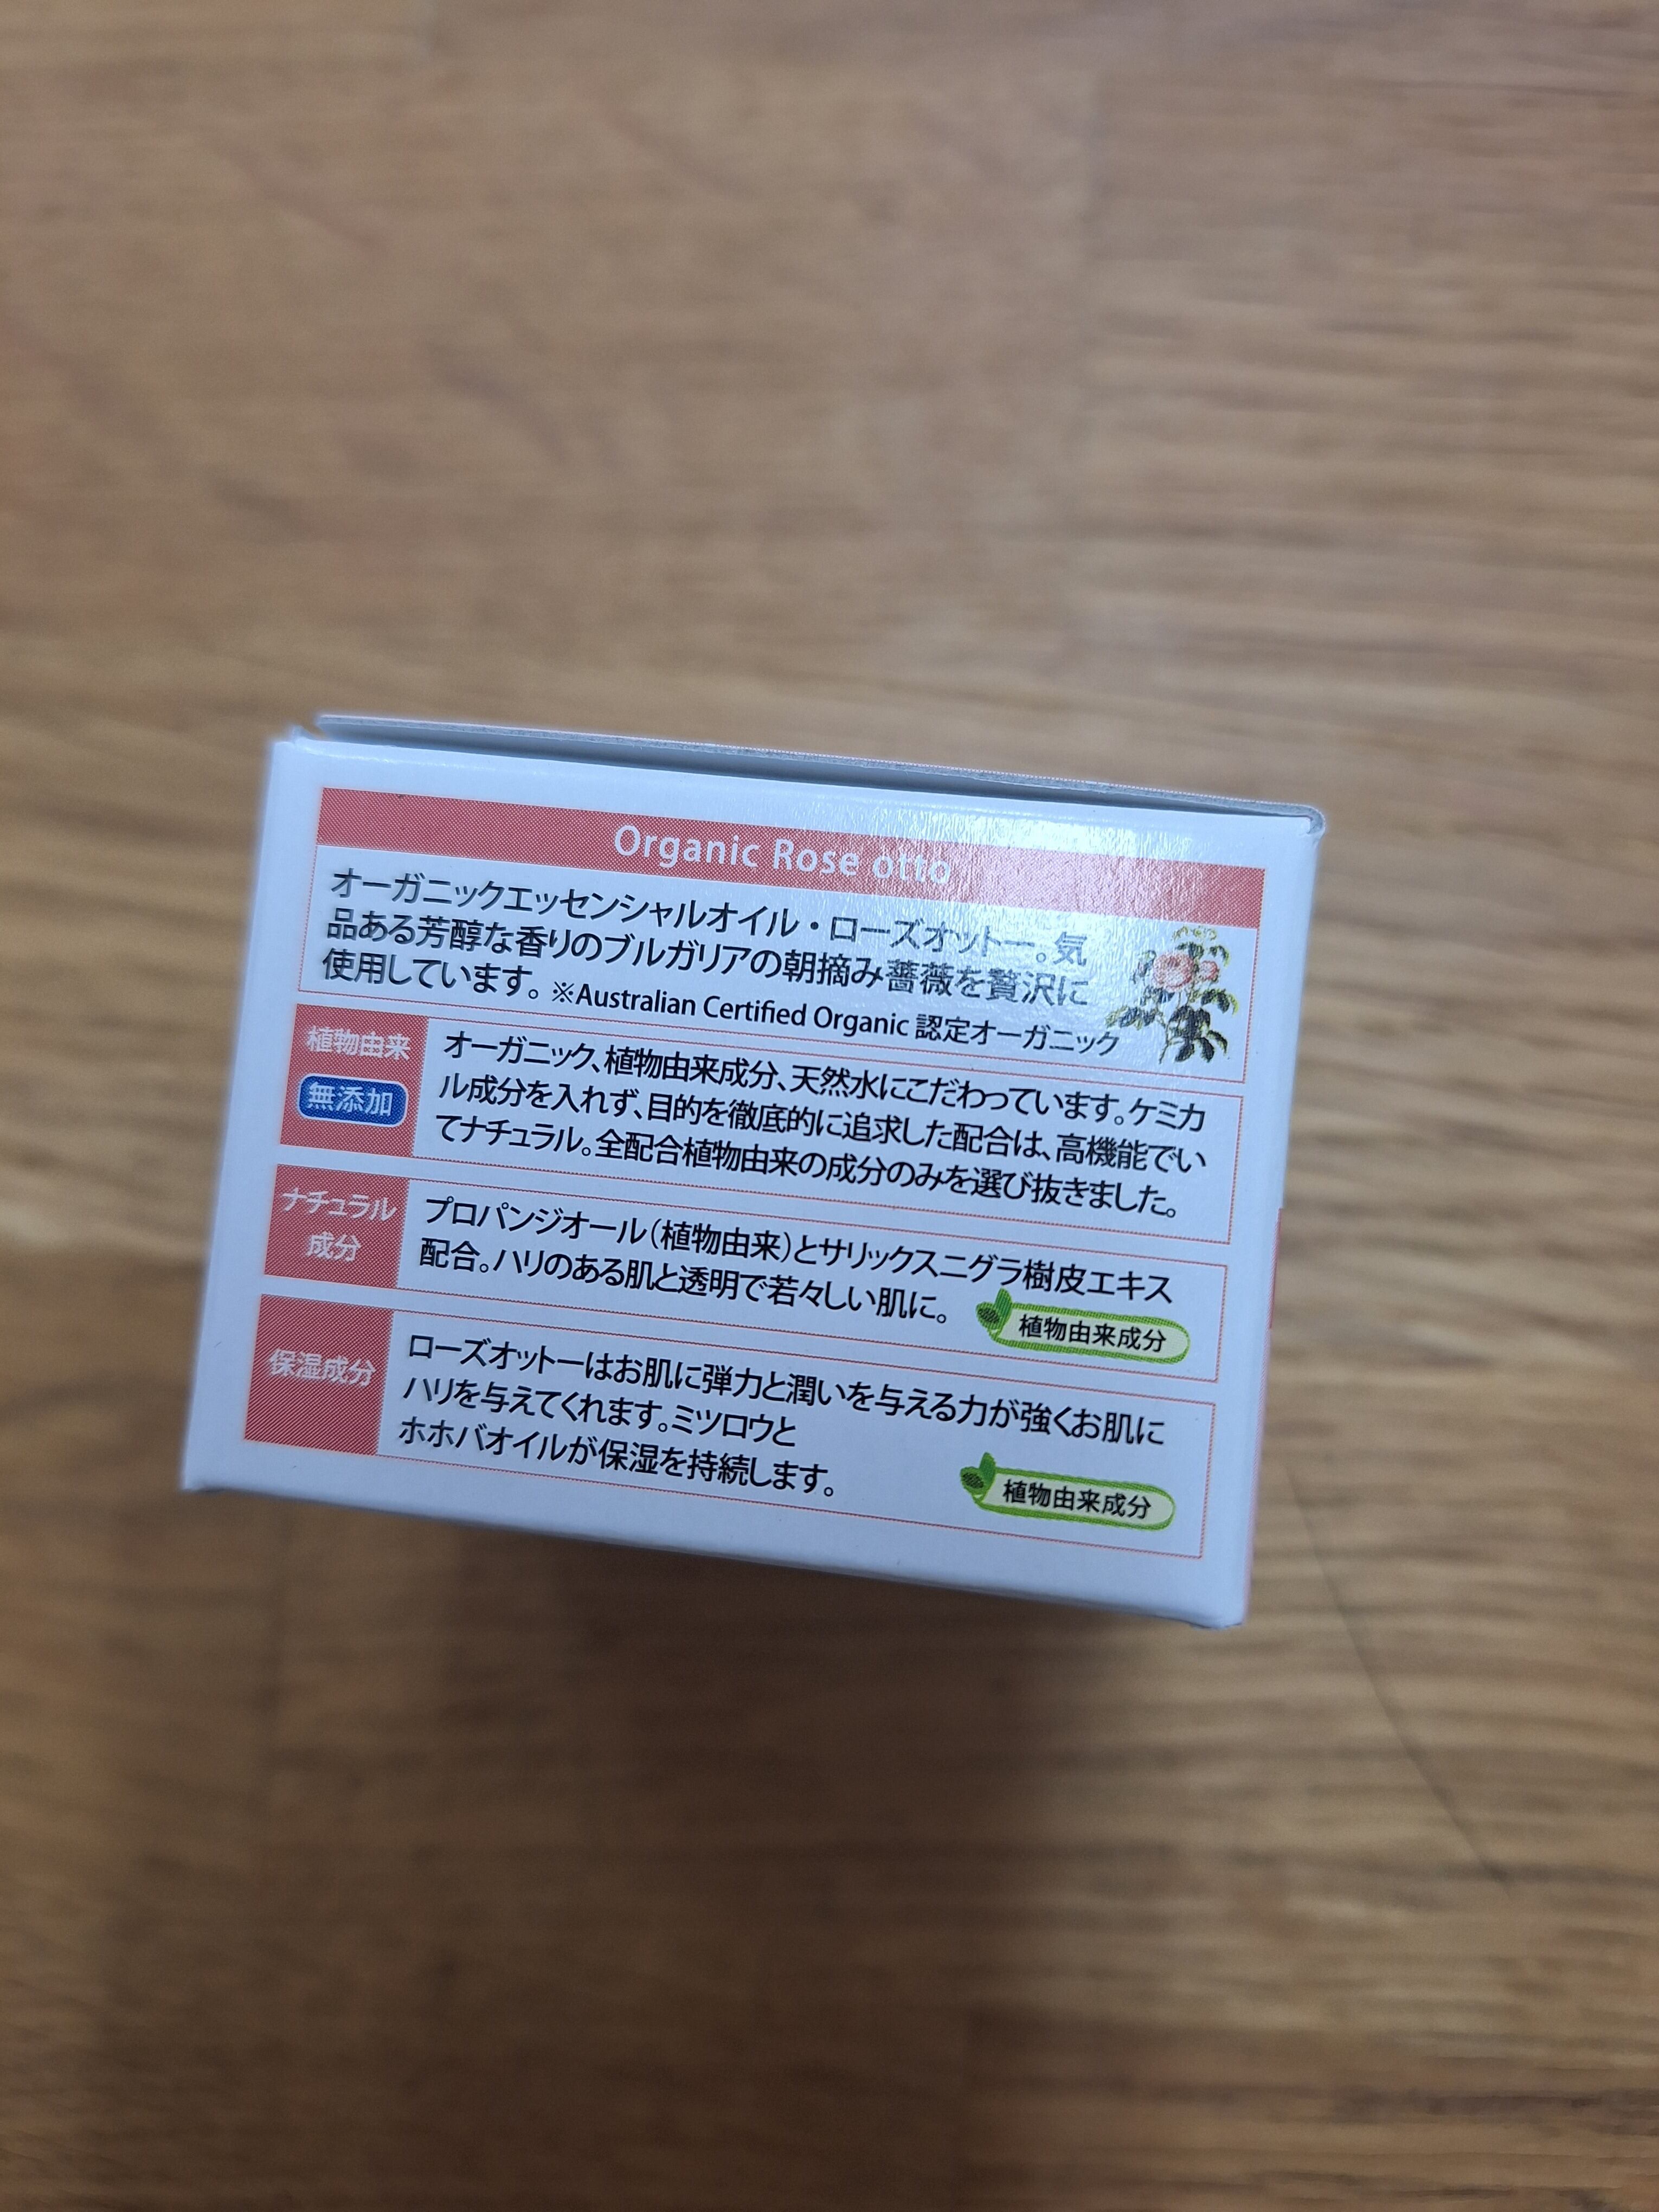 Organic Rose otto
オーガニックエッセンシャルオイル・ローズオットー。気
品ある芳醇な香りのブルガリアの朝摘み薔薇を贅沢に
使用しています。※Australian Certified Organic 認定オーガニック
植物由来
無添加
オーガニック、植物由来成分、天然水にこだわっています。ケミカ
ル成分を入れず、目的を徹底的に追求した配合は、高機能でい
てナチュラル。全配合植物由来の成分のみを選び抜きました。
ナチュラル
成分
プロパンジオール(植物由来)とサリックスニグラ樹皮エキス
配合。ハリのある肌と透明で若々しい肌に。
植物由来成分
保湿成分
ローズオットーはお肌に弾力と潤いを与える力が強くお肌に
ハリを与えてくれます。ミツロウと
ホホバオイルが保湿を持続します。
植物由来成分